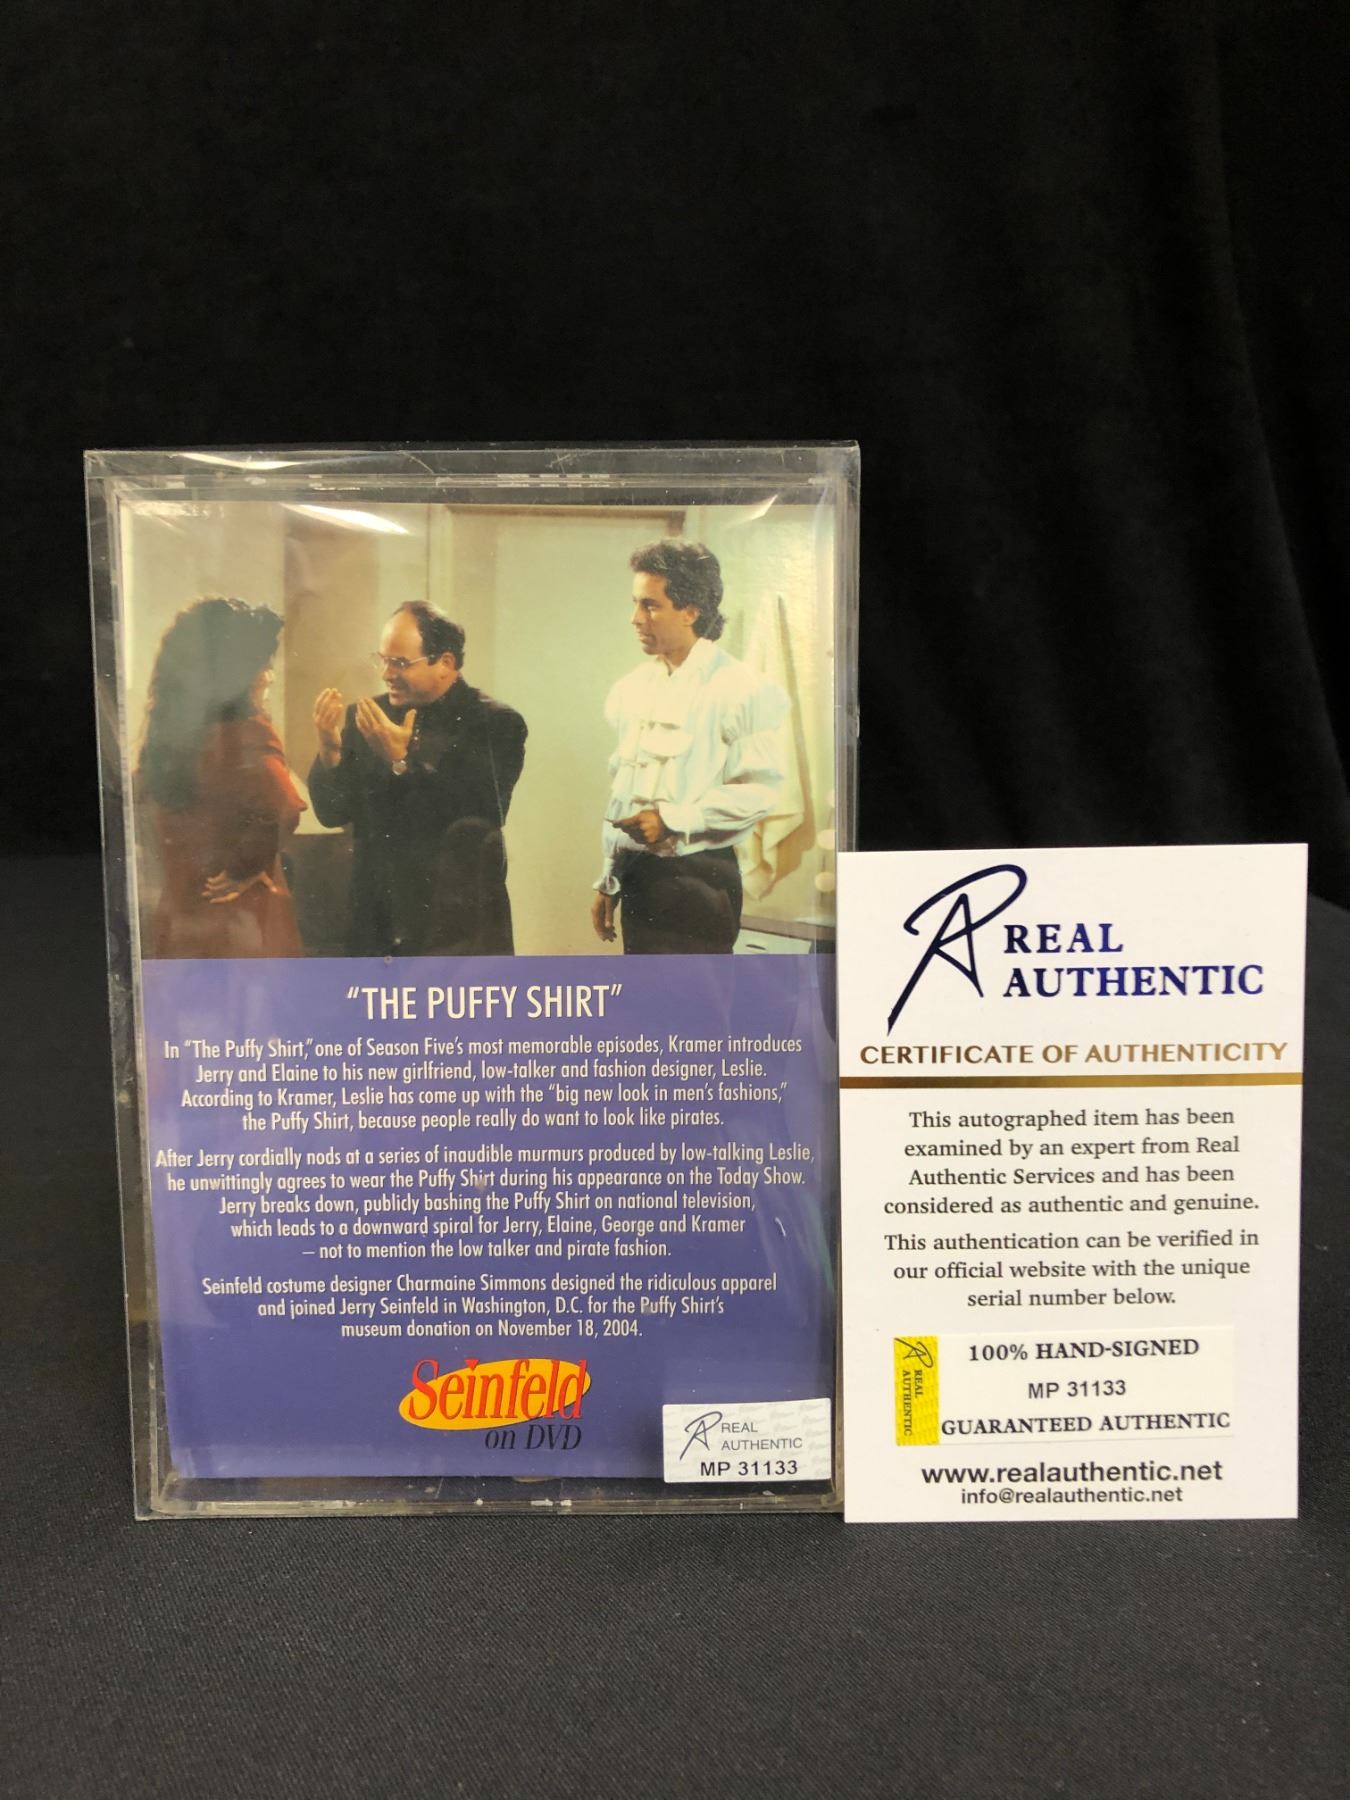 "THE PUFFY SHIRT"
In "The Puffy Shirt," one of Season Five's most memorable episodes, Kramer introduces
Jerry and Elaine to his new girlfriend, low-talker and fashion designer, Leslie.
According to Kramer, Leslie has come up with the "big new look in men's fashions,"
the Puffy Shirt, because people really do want to look like pirates.
After Jerry cordially nods at a series of inaudible murmurs produced by low-talking Leslie,
he unwittingly agrees to wear the Puffy Shirt during his appearance on the Today Show.
Jerry breaks down, publicly bashing the Puffy Shirt on national television,
which leads to a downward spiral for Jerry, Elaine, George and Kramer
– not to mention the low talker and pirate fashion.
Seinfeld costume designer Charmaine Simmons designed the ridiculous apparel
and joined Jerry Seinfeld in Washington, D.C. for the Puffy Shirt's
museum donation on November 18, 2004.
Seinfeld
on DVD
REAL
AUTHENTIC
MP 31133
REAL
AUTHENTIC
CERTIFICATE OF AUTHENTICITY
This autographed item has been
examined by an expert from Real
Authentic Services and has been
considered as authentic and genuine.
This authentication can be verified in
our official website with the unique
serial number below.
REAL
AUTHENTIC
100% HAND-SIGNED
MP 31133
GUARANTEED AUTHENTIC
www.realauthentic.net
info@realauthentic.net